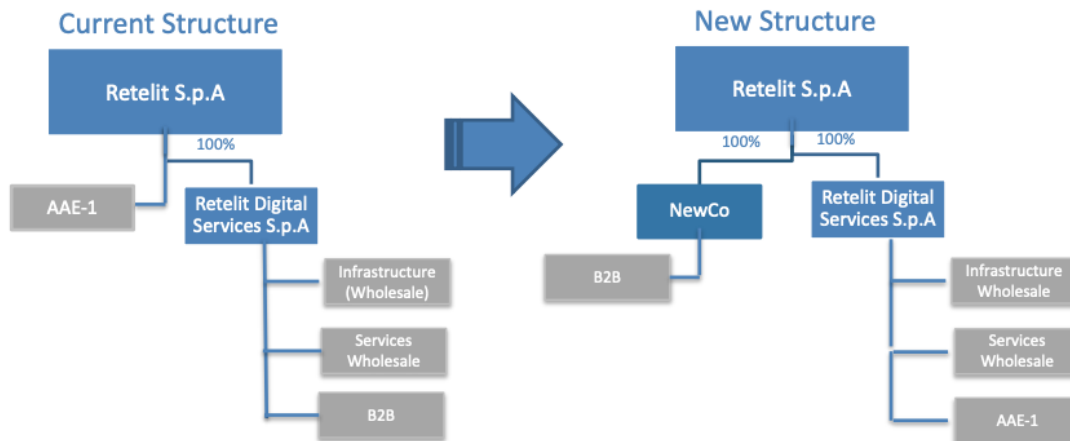 Current Structure
Retelit S.p.A
100%
AAE-1
Retelit Digital
Services S.p.A
Infrastructure
(Wholesale)
Services
Wholesale
B2B
New Structure
Retelit S.p.A
100%
100%
NewCo
Retelit Digital
Services S.p.A
B2B
Infrastructure
Wholesale
Services
Wholesale
AAE-1